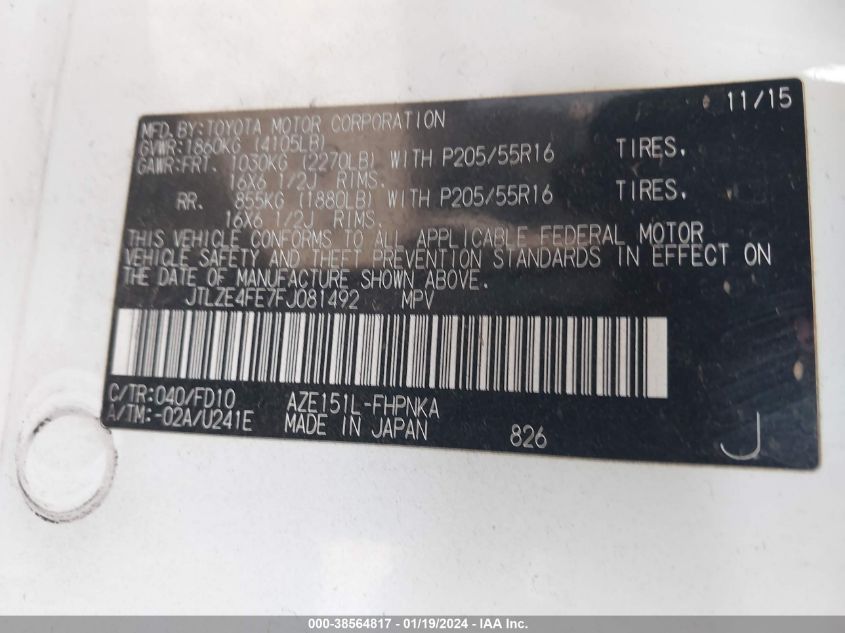 11/15
MFD.BY:TOYOTA MOTOR CORPORATION
GVWR:1860KG (4105LB)
GAWR:FRT. 1030KG (2270LB) WITH P205/55R16 TIRES.
16X6 1/2J RIMS.
RR. 855KG (1880LB) WITH P205/55R16 TIRES.
16X6 1/2J RIMS.
THIS VEHICLE CONFORMS TO ALL APPLICABLE FEDERAL MOTOR
VEHICLE SAFETY AND THEFT PREVENTION STANDARDS IN EFFECT ON
THE DATE OF MANUFACTURE SHOWN ABOVE.
JTLZE4FE7FJ081492 MPV
C/TR:040/FD10 AZE151L-FHPNKA
A/TM:-02A/U241E MADE IN JAPAN 826 J
000-38564817 - 01/19/2024 - IAA Inc.